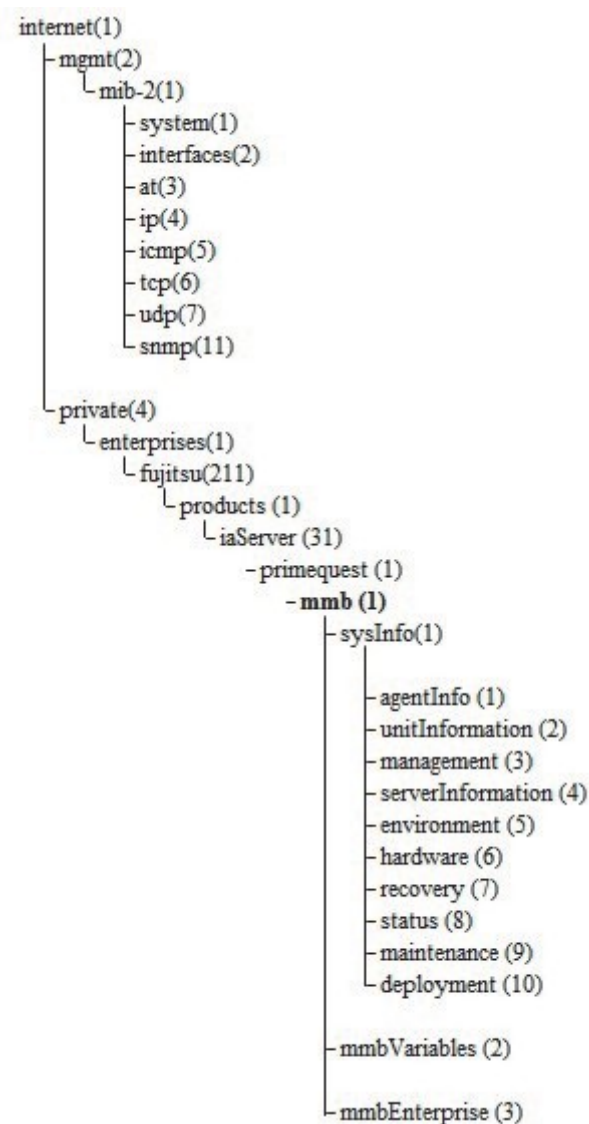 internet(1)
mgmt(2)
mib-2(1)
system(1)
interfaces(2)
at(3)
ip(4)
icmp(5)
tcp(6)
udp(7)
snmp(11)
private(4)
enterprises(1)
fujitsu(211)
products (1)
iaServer (31)
primequest (1)
mmb (1)
sysInfo(1)
agentInfo (1)
unitInformation (2)
management (3)
serverInformation (4)
environment (5)
hardware (6)
recovery (7)
status (8)
maintenance (9)
deployment (10)
mmbVariables (2)
mmbEnterprise (3)